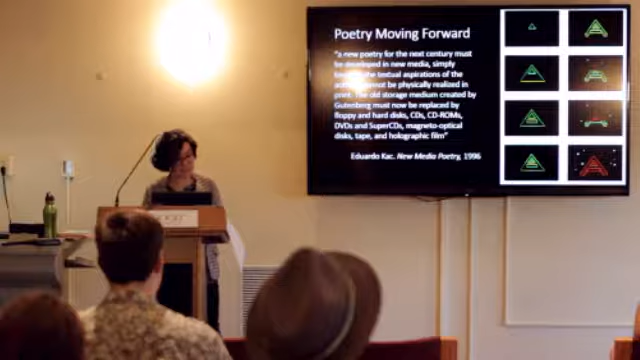 Poetry Moving Forward
"a new poetry for the next century must
be developed in new media, simply
the textual aspirations of the
not be physically realized in
print. The old storage medium created by
Gutenberg must now be replaced by
floppy and hard disks, CDs, CD-ROMs,
DVDs and SuperCDs, magneto-optical
disks, tape, and holographic film"
Eduardo Kac. New Media Poetry, 1996